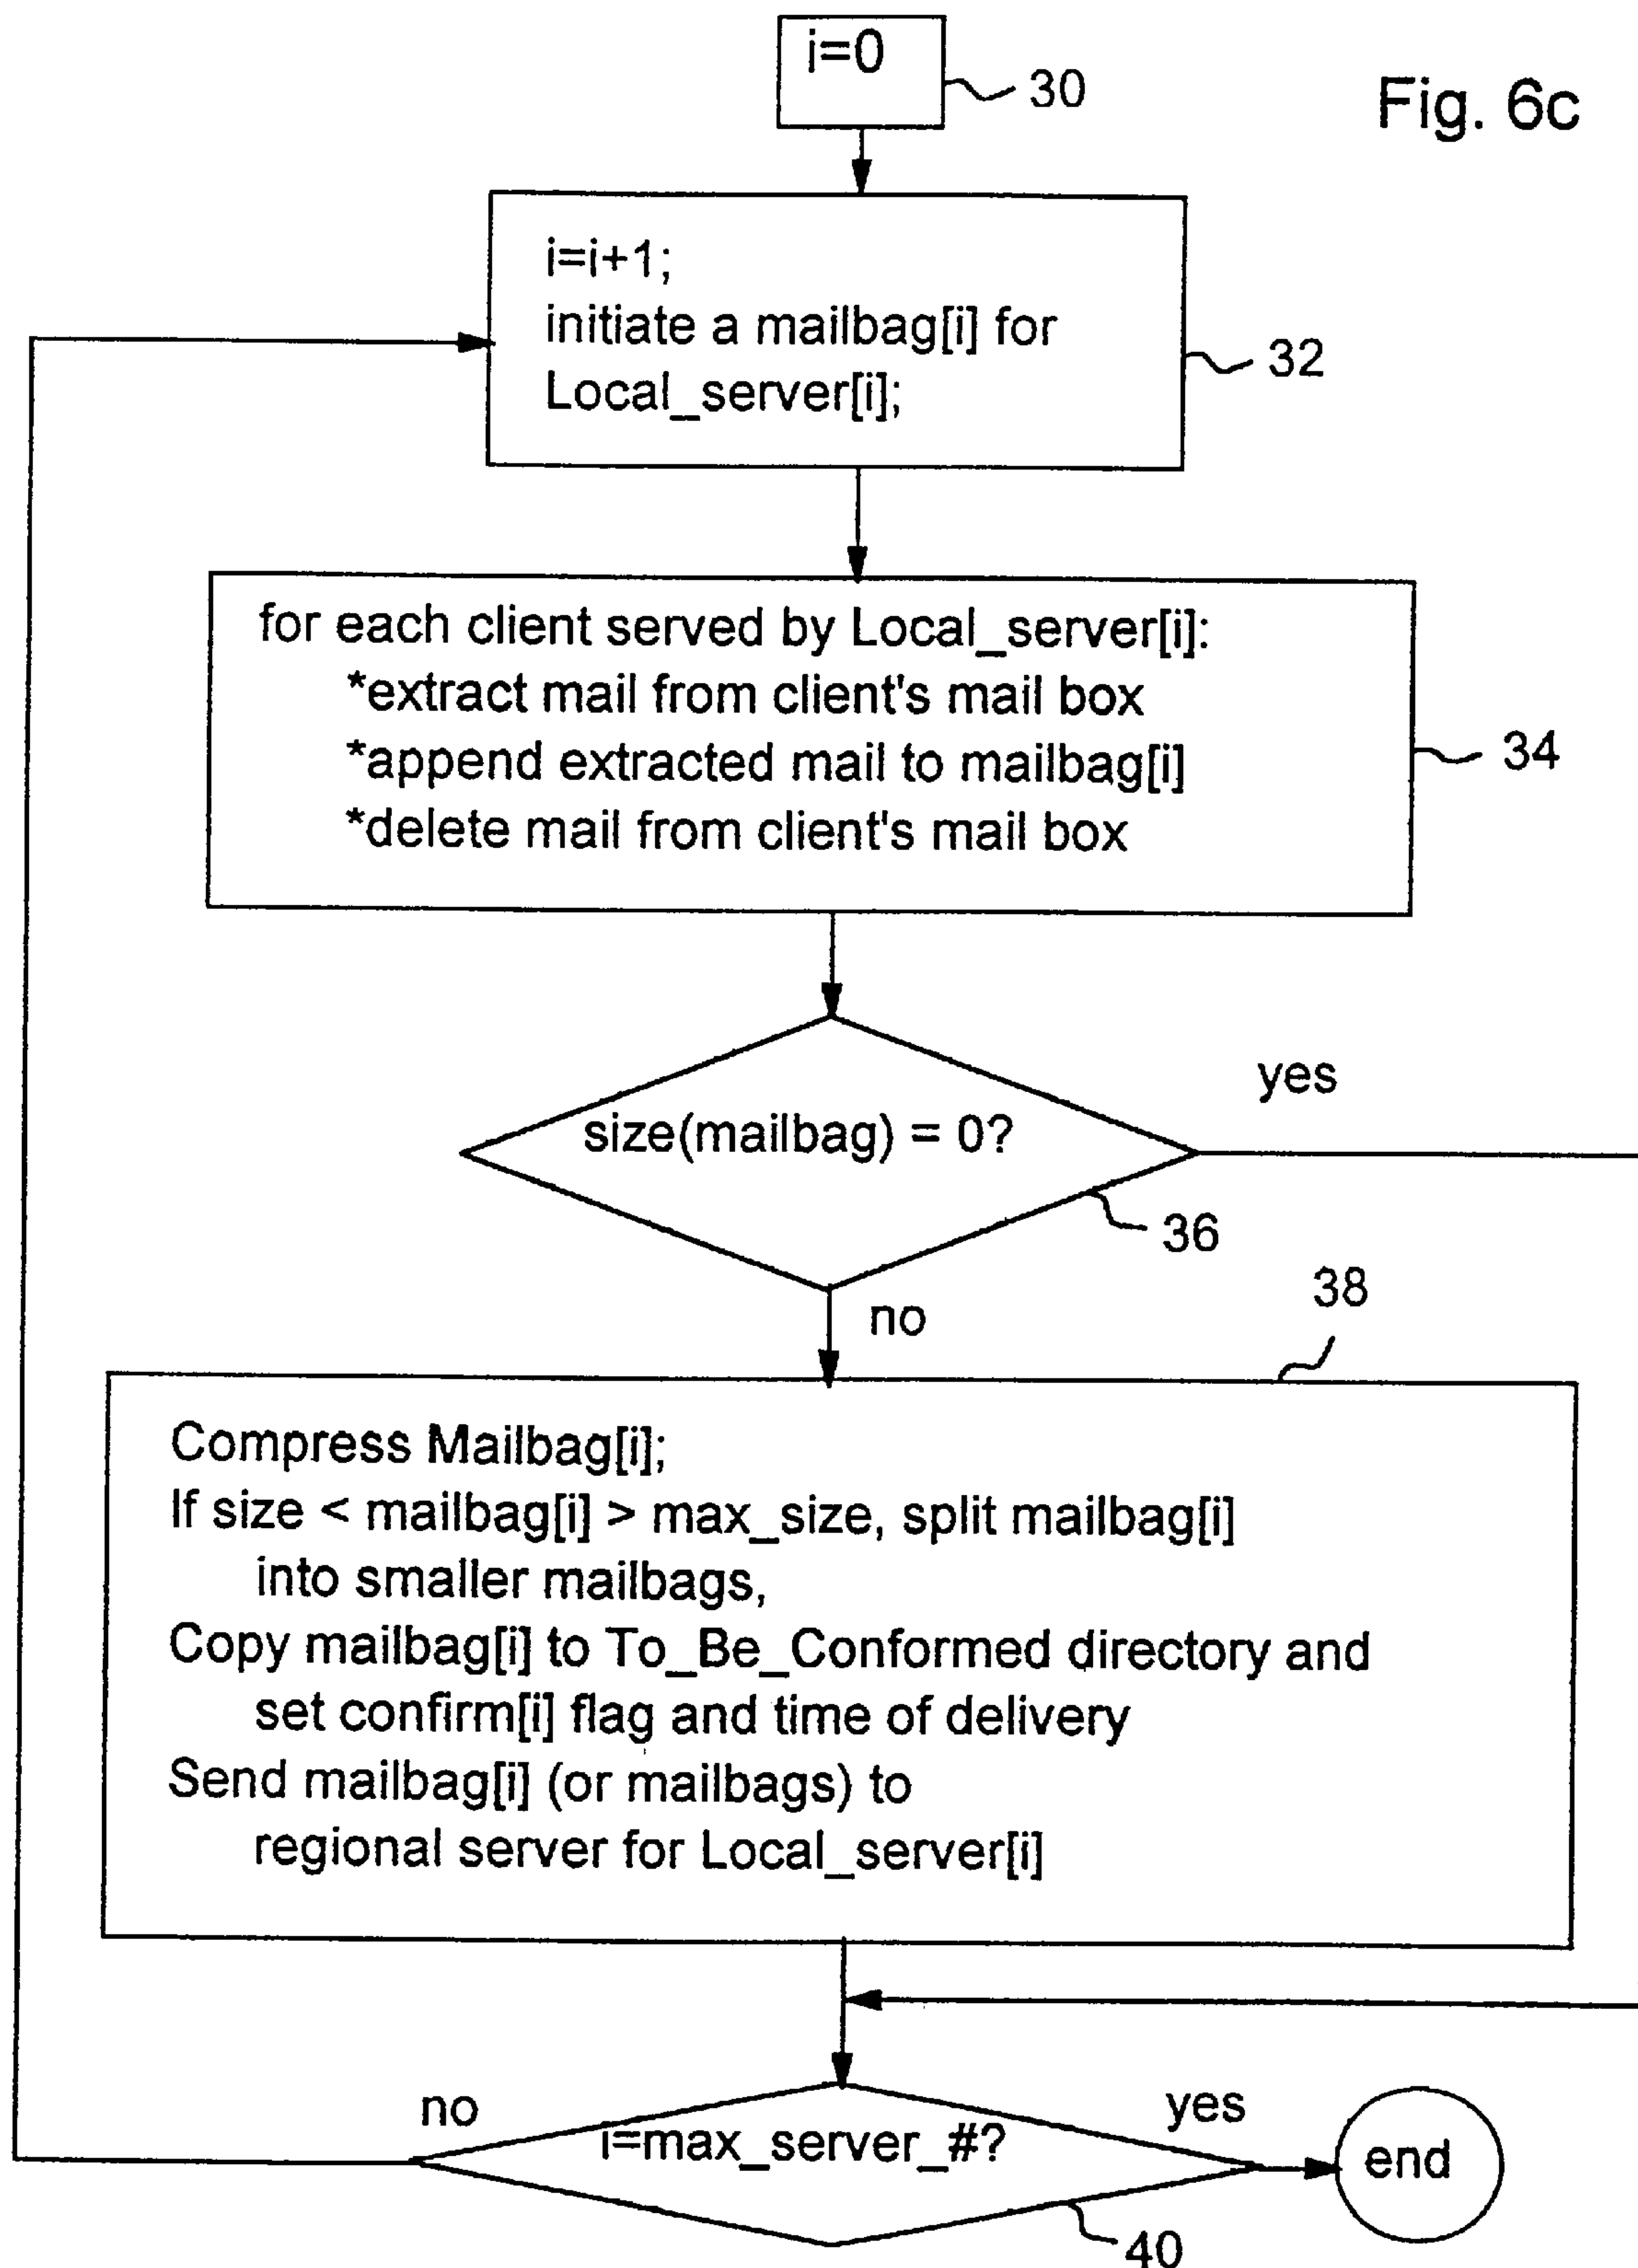 i=0
30
Fig. 6c
i=i+1;
initiate a mailbag[i] for
Local_server[i];
32
for each client served by Local_server[i]:
*extract mail from client's mail box
*append extracted mail to mailbag[i]
*delete mail from client's mail box
34
size(mailbag) = 0?
yes
36
no
38
Compress Mailbag[i];
If size < mailbag[i] > max_size, split mailbag[i]
into smaller mailbags,
Copy mailbag[i] to To_Be_Conformed directory and
set confirm[i] flag and time of delivery
Send mailbag[i] (or mailbags) to
regional server for Local_server[i]
no
i=max_server_#?
yes
end
40